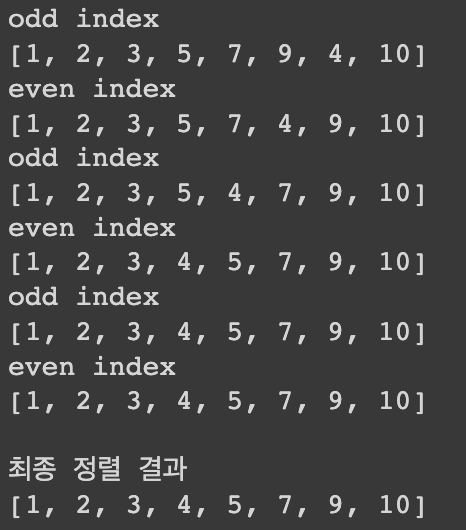 odd index
[1, 2, 3, 5, 7, 9, 4, 10]
even index
[1, 2, 3, 5, 7, 4, 9, 10]
odd index
[1, 2, 3, 5, 4, 7, 9, 10]
even index
[1, 2, 3, 4, 5, 7, 9, 10]
odd index
[1, 2, 3, 4, 5, 7, 9, 10]
even index
[1, 2, 3, 4, 5, 7, 9, 10]
최종 정렬 결과
[1, 2, 3, 4, 5, 7, 9, 10]